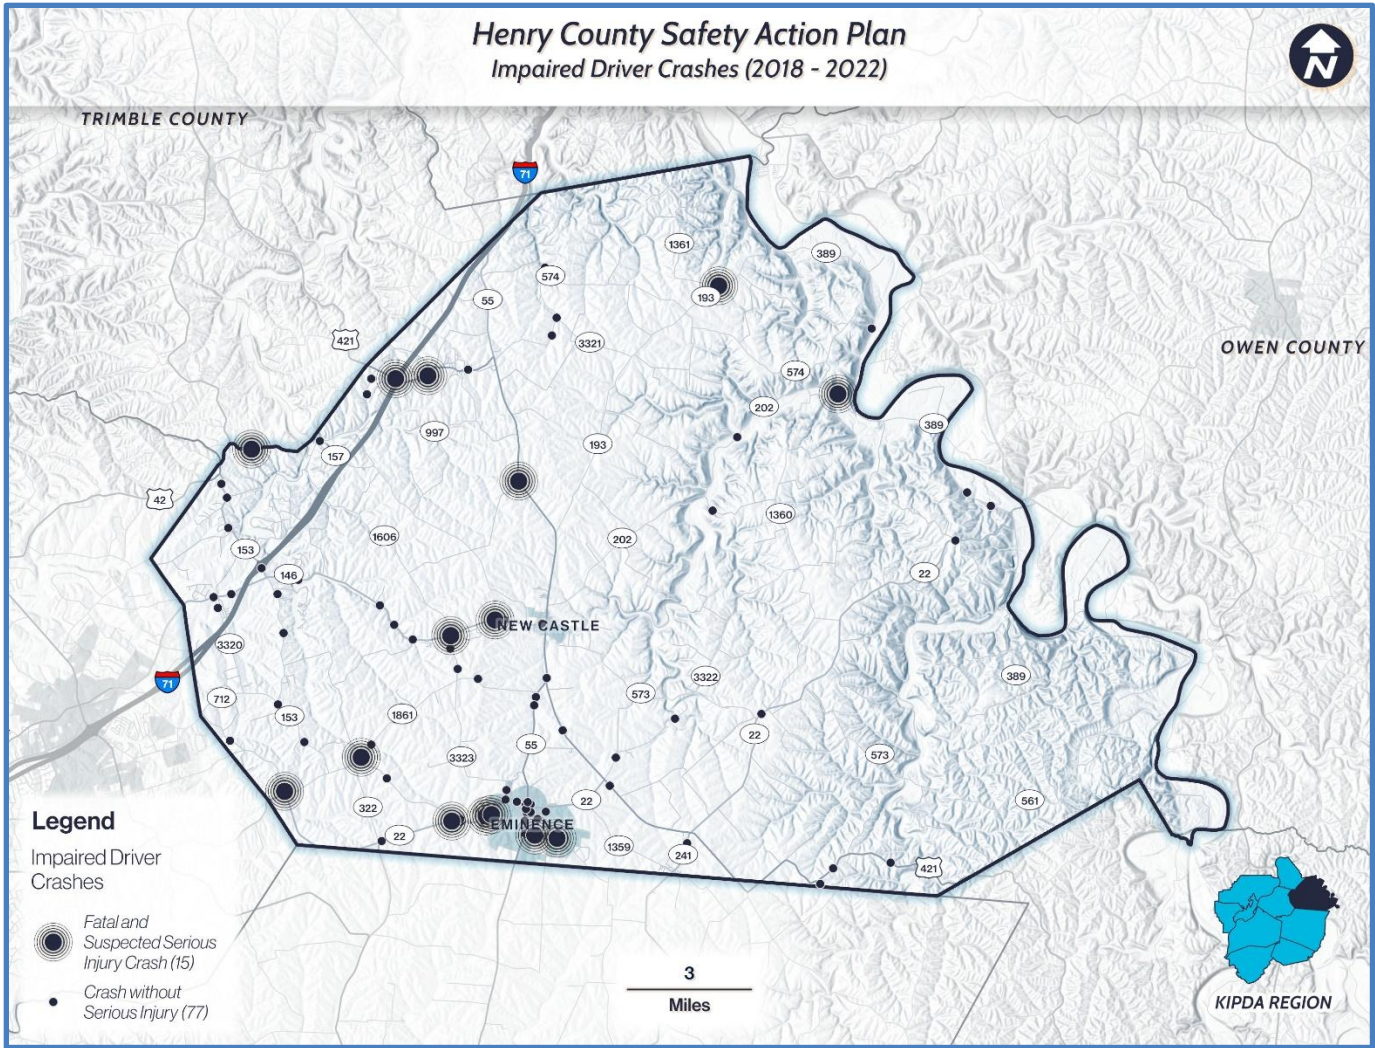 Henry County Safety Action Plan
Impaired Driver Crashes (2018 - 2022)
N
TRIMBLE COUNTY
71
1361
389
574
193
55
421
3321
OWEN COUNTY
574
202
389
997
193
157
42
1360
1606
202
153
22
146
NEW CASTLE
3320
3322
389
71
573
712
1861
153
22
55
3323
573
22
561
322
EMINENCE
22
1359
241
421
Legend
Impaired Driver
Crashes
Fatal and
Suspected Serious
Injury Crash (15)
Crash without
Serious Injury (77)
3
Miles
KIPDA REGION